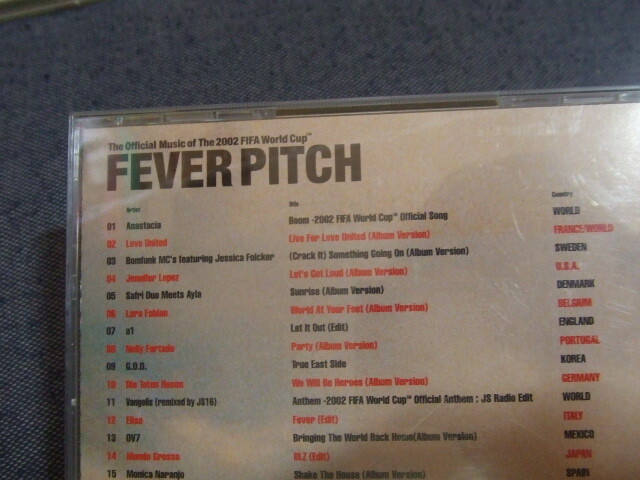 The Official Music of The 2002 FIFA World Cup™
FEVER PITCH
Artist Title Country
01 Anastacia Boom -2002 FIFA World Cup™ Official Song WORLD
02 Love United Live For Love United (Album Version) FRANCE/WORLD
03 Bomfunk MC's featuring Jessica Folcker (Crack It) Something Going On (Album Version) SWEDEN
04 Jennifer Lopez Let's Get Loud (Album Version) U.S.A.
05 Safri Duo Meets Ayla Sunrise (Album Version) DENMARK
06 Lara Fabian World At Your Feet (Album Version) BELGIUM
07 a1 Let It Out (Edit) ENGLAND
08 Nelly Furtado Party (Album Version) PORTUGAL
09 G.O.D. True East Side KOREA
10 Die Toten Hosen We Will Be Heroes (Album Version) GERMANY
11 Vangelis (remixed by JS16) Anthem -2002 FIFA World Cup™ Official Anthem : JS Radio Edit WORLD
12 Elisa Fever (Edit) ITALY
13 OV7 Bringing The World Back Home(Album Version) MEXICO
14 Mondo Grosso BLZ (Edit) JAPAN
15 Monica Naranjo Shake The House (Album Version) SPAIN